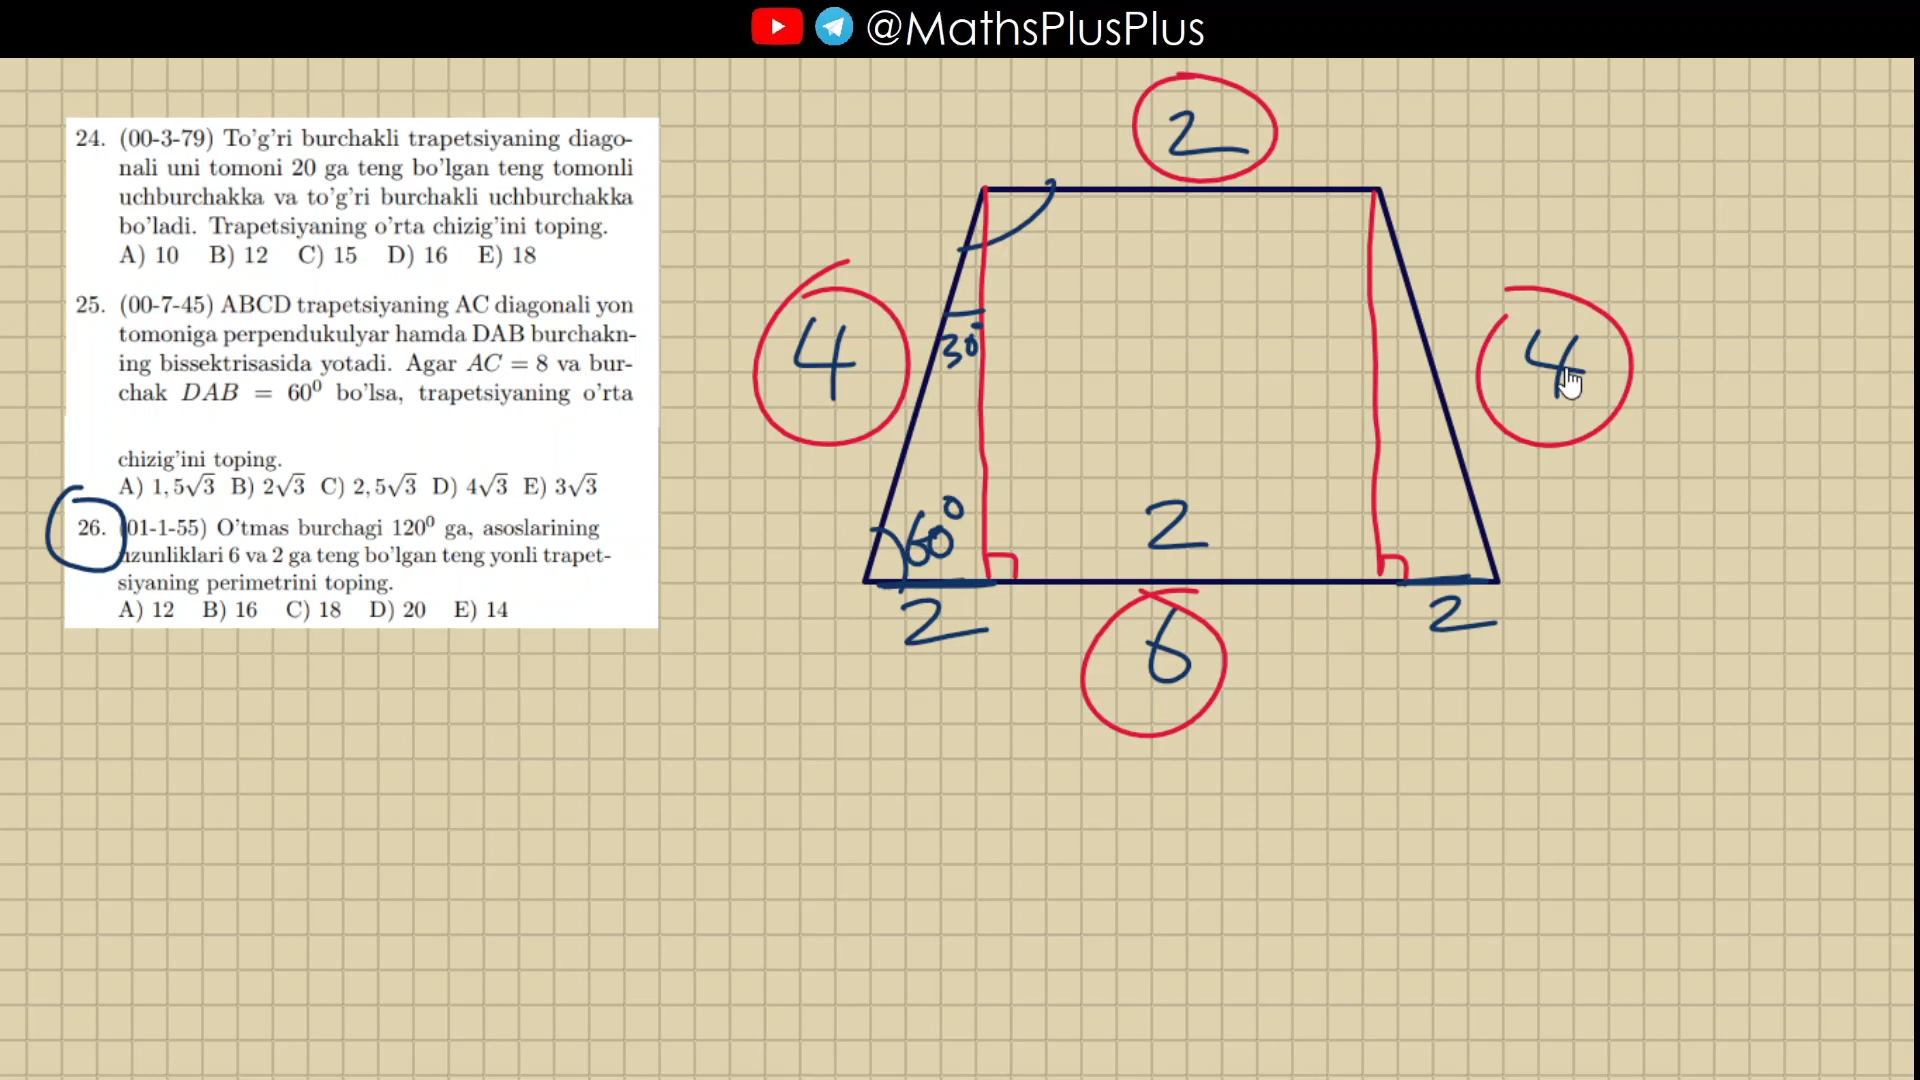 @MathsPlusPlus
24. (00-3-79) To’g’ri burchakli trapetsiyaning diago-
nali uni tomoni 20 ga teng bo’lgan teng tomonli
uchburchakka va to’g’ri burchakli uchburchakka
bo’ladi. Trapetsiyaning o’rta chizig’ini toping.
A) 10 B) 12 C) 15 D) 16 E) 18
25. (00-7-45) ABCD trapetsiyaning AC diagonali yon
tomoniga perpendukulyar hamda DAB burchakn-
ing bissektrisasida yotadi. Agar AC = 8 va bur-
chak DAB = 60⁰ bo’lsa, trapetsiyaning o’rta
chizig’ini toping.
A) 1, 5√3 B) 2√3 C) 2, 5√3 D) 4√3 E) 3√3
26. (01-1-55) O’tmas burchagi 120⁰ ga, asoslarining
uzunliklari 6 va 2 ga teng bo’lgan teng yonli trapet-
siyaning perimetrini toping.
A) 12 B) 16 C) 18 D) 20 E) 14
2
4
30°
4
60⁰
2
2
2
6